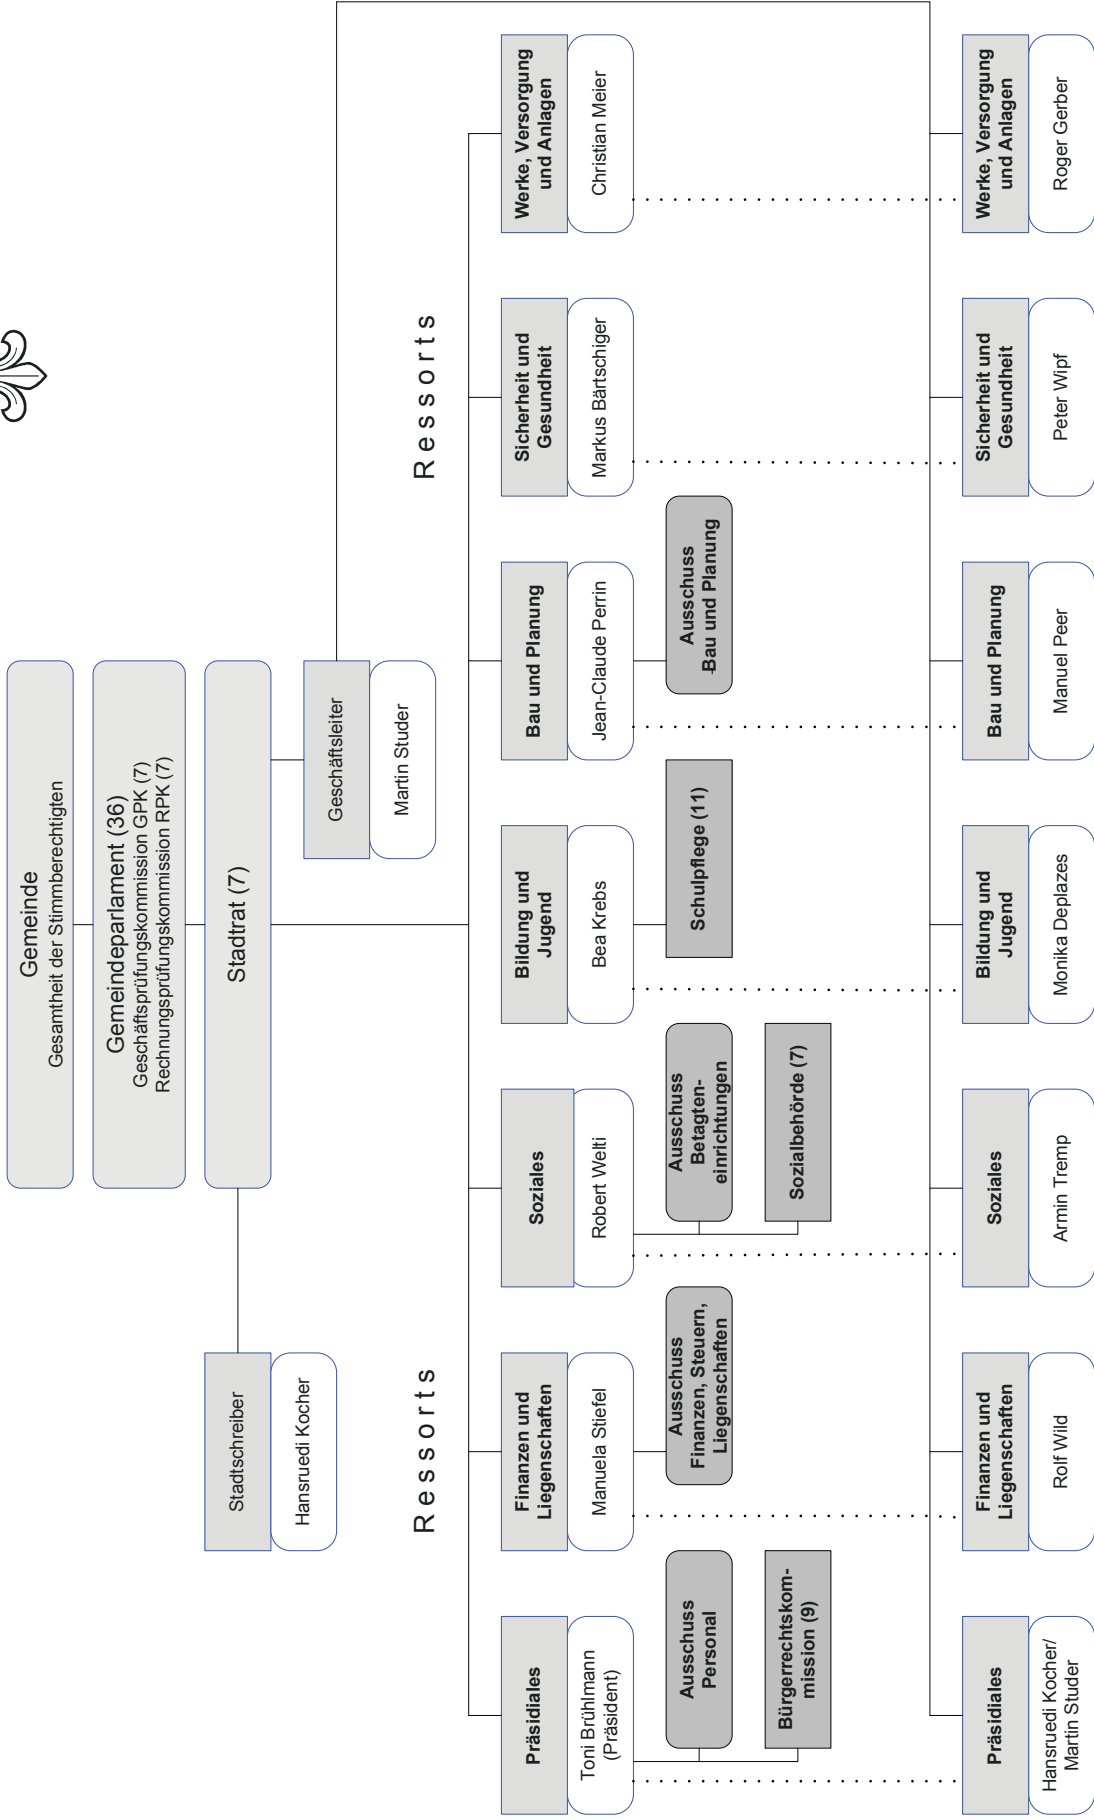 Gemeinde
Gesamtheit der Stimmberechtigten
Gemeindeparlament (36)
Geschäftsprüfungskommission GPK (7)
Rechnungsprüfungskommission RPK (7)
Stadtrat (7)
Stadtschreiber
Hansruedi Kocher
Geschäftsleiter
Martin Studer
Ressorts
Ressorts
Präsidiales
Toni Brühlmann
(Präsident)
Finanzen und
Liegenschaften
Manuela Stiefel
Soziales
Robert Welti
Bildung und
Jugend
Bea Krebs
Bau und Planung
Jean-Claude Perrin
Sicherheit und
Gesundheit
Markus Bärtschiger
Werke, Versorgung
und Anlagen
Christian Meier
Ausschuss
Personal
Bürgerrechtskom-
mission (9)
Ausschuss
Finanzen, Steuern,
Liegenschaften
Ausschuss
Betagten-
einrichtungen
Sozialbehörde (7)
Schulpflege (11)
Ausschuss
Bau und Planung
Präsidiales
Hansruedi Kocher/
Martin Studer
Finanzen und
Liegenschaften
Rolf Wild
Soziales
Armin Tremp
Bildung und
Jugend
Monika Deplazes
Bau und Planung
Manuel Peer
Sicherheit und
Gesundheit
Peter Wipf
Werke, Versorgung
und Anlagen
Roger Gerber